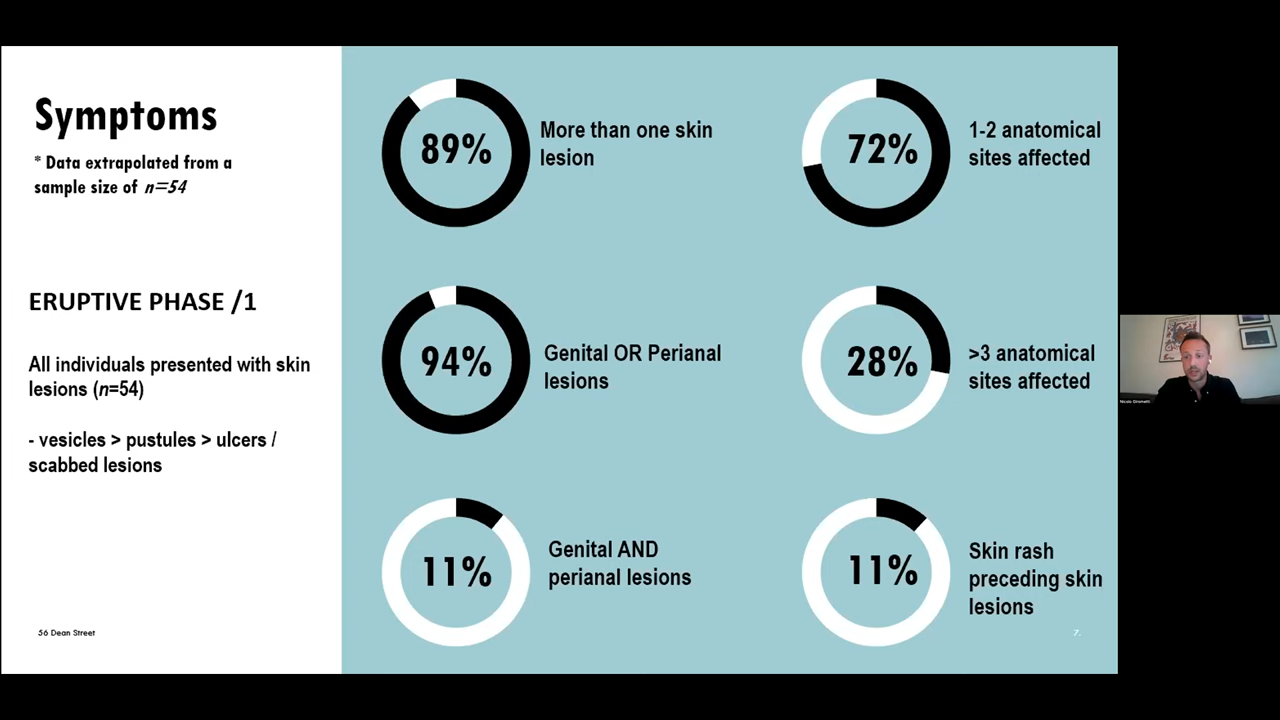 Symptoms
* Data extrapolated from a
sample size of n=54
ERUPTIVE PHASE /1
All individuals presented with skin
lesions (n=54)
- vesicles > pustules > ulcers /
scabbed lesions
56 Dean Street
89%
More than one skin
lesion
72%
1-2 anatomical
sites affected
94%
Genital OR Perianal
lesions
28%
>3 anatomical
sites affected
11%
Genital AND
perianal lesions
11%
Skin rash
preceding skin
lesions
7.